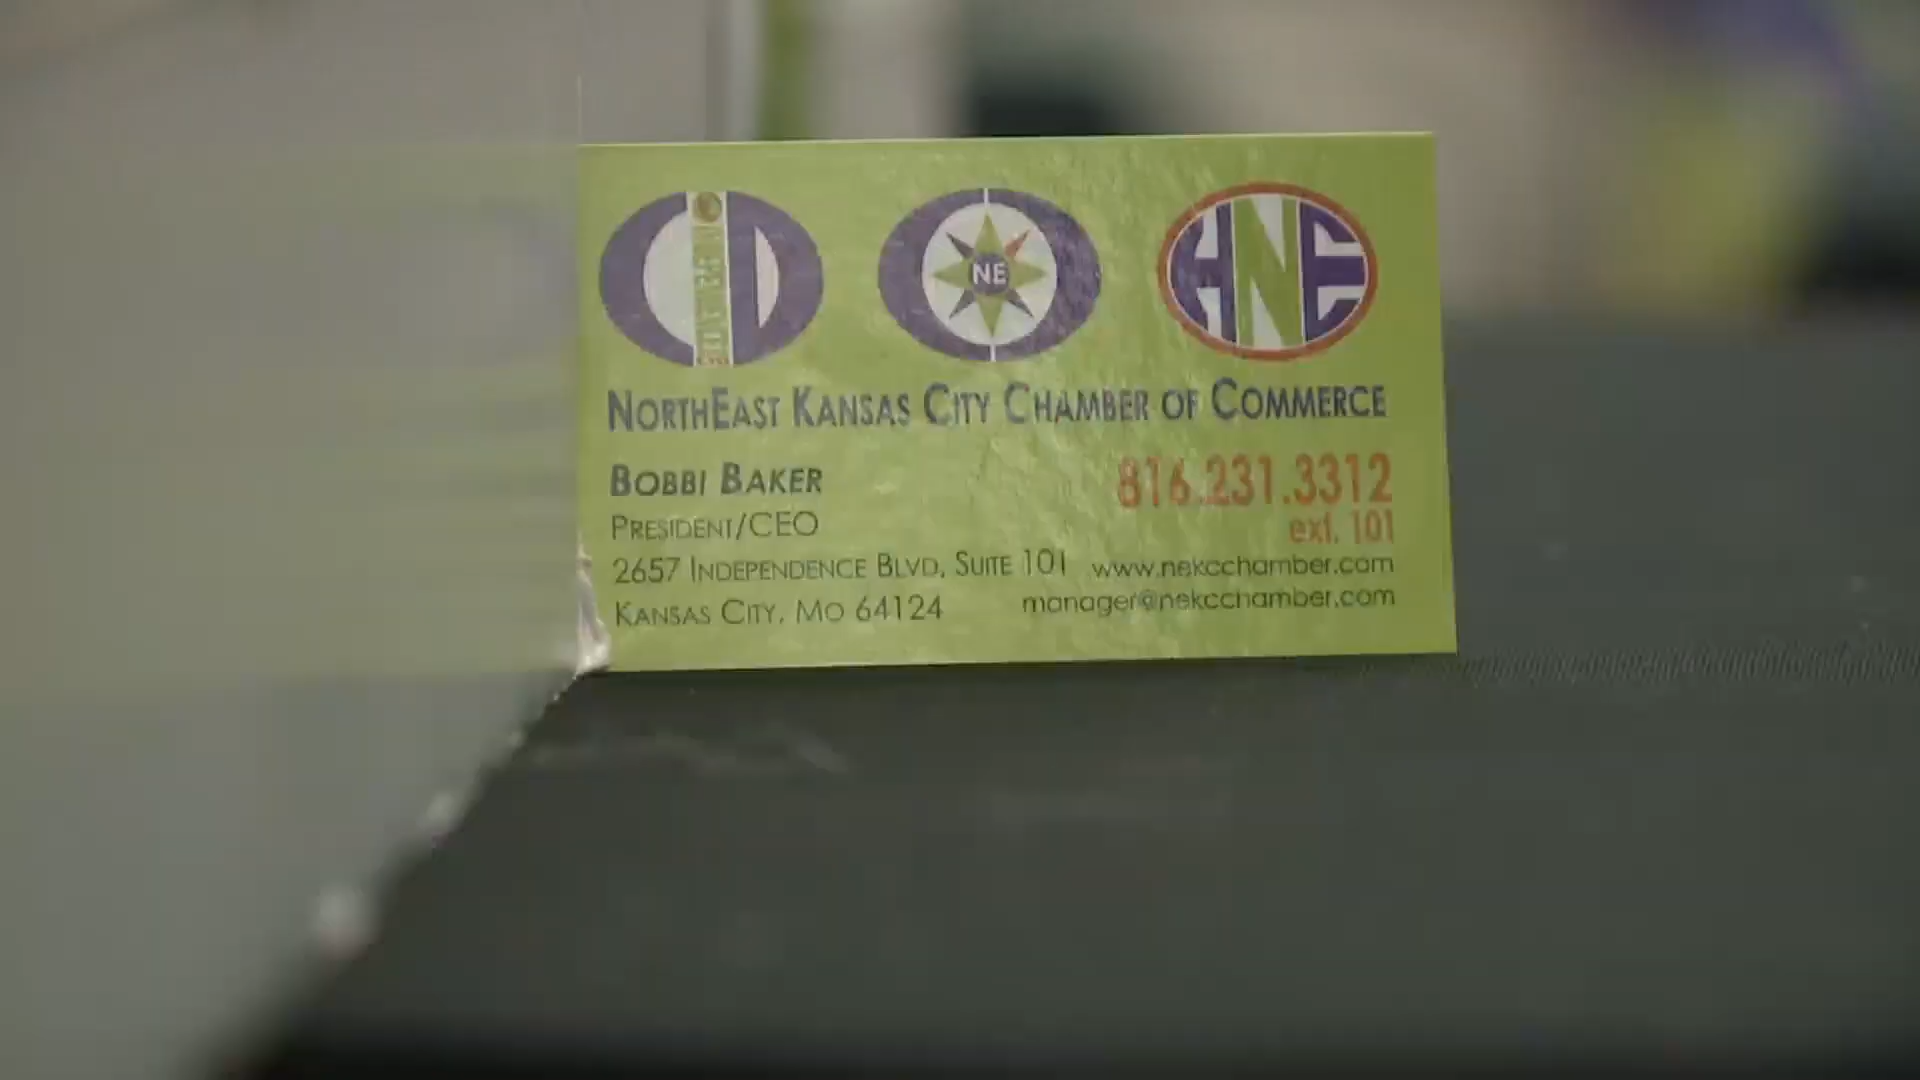 NE
HNE
NORTHEAST KANSAS CITY CHAMBER OF COMMERCE
BOBBI BAKER
816.231.3312
PRESIDENT/CEO
ext. 101
2657 INDEPENDENCE BLVD, SUITE 101
www.nekcchamber.com
KANSAS CITY, MO 64124
manager@nekcchamber.com